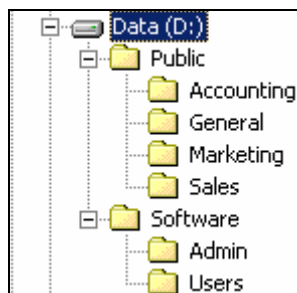 Data (D:)
Public
Accounting
General
Marketing
Sales
Software
Admin
Users